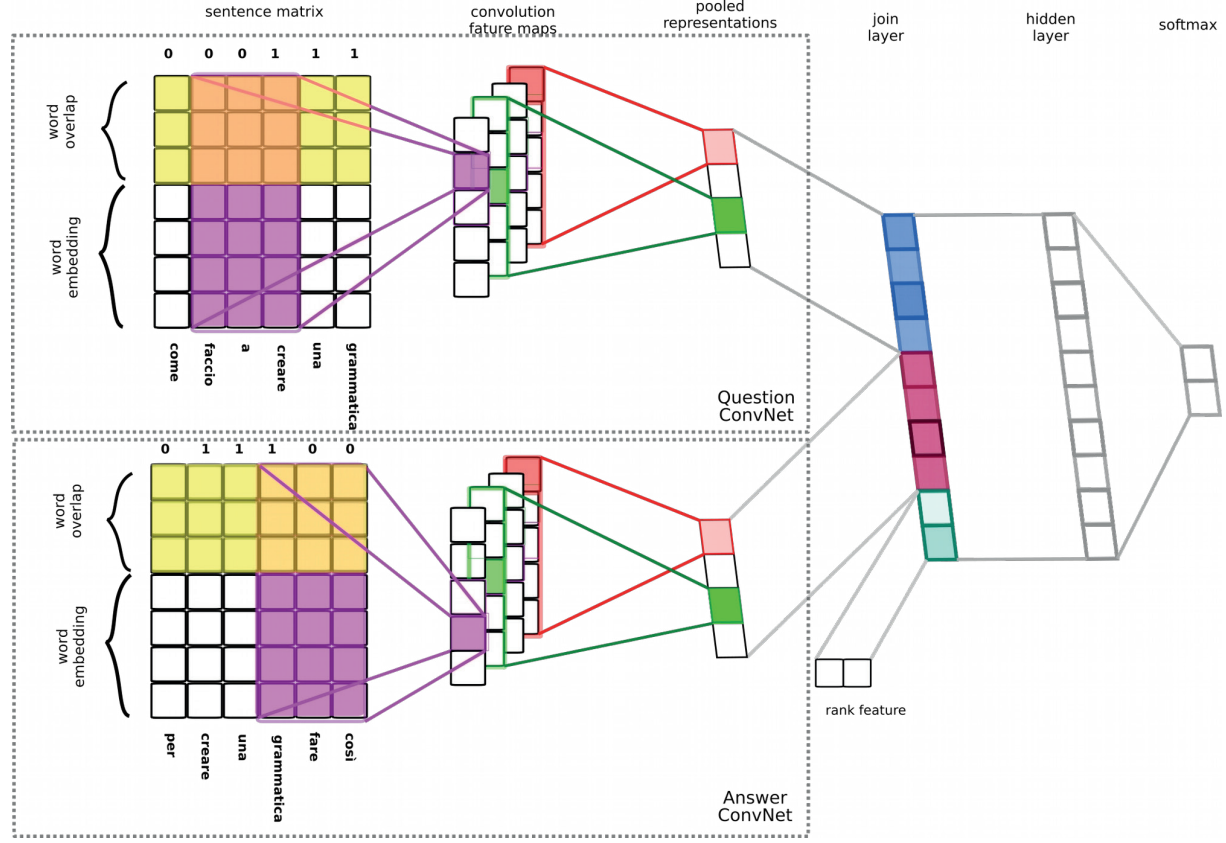 sentence matrix
convolution
fature maps
pooled
representations
join
layer
hidden
layer
softmax
0 0 0 1 1 1
word
overlap
word
embedding
come
faccio
a
creare
una
grammatica
Question
ConvNet
0 1 1 1 0 0
word
overlap
word
embedding
per
creare
una
grammatica
fare
così
Answer
ConvNet
rank feature